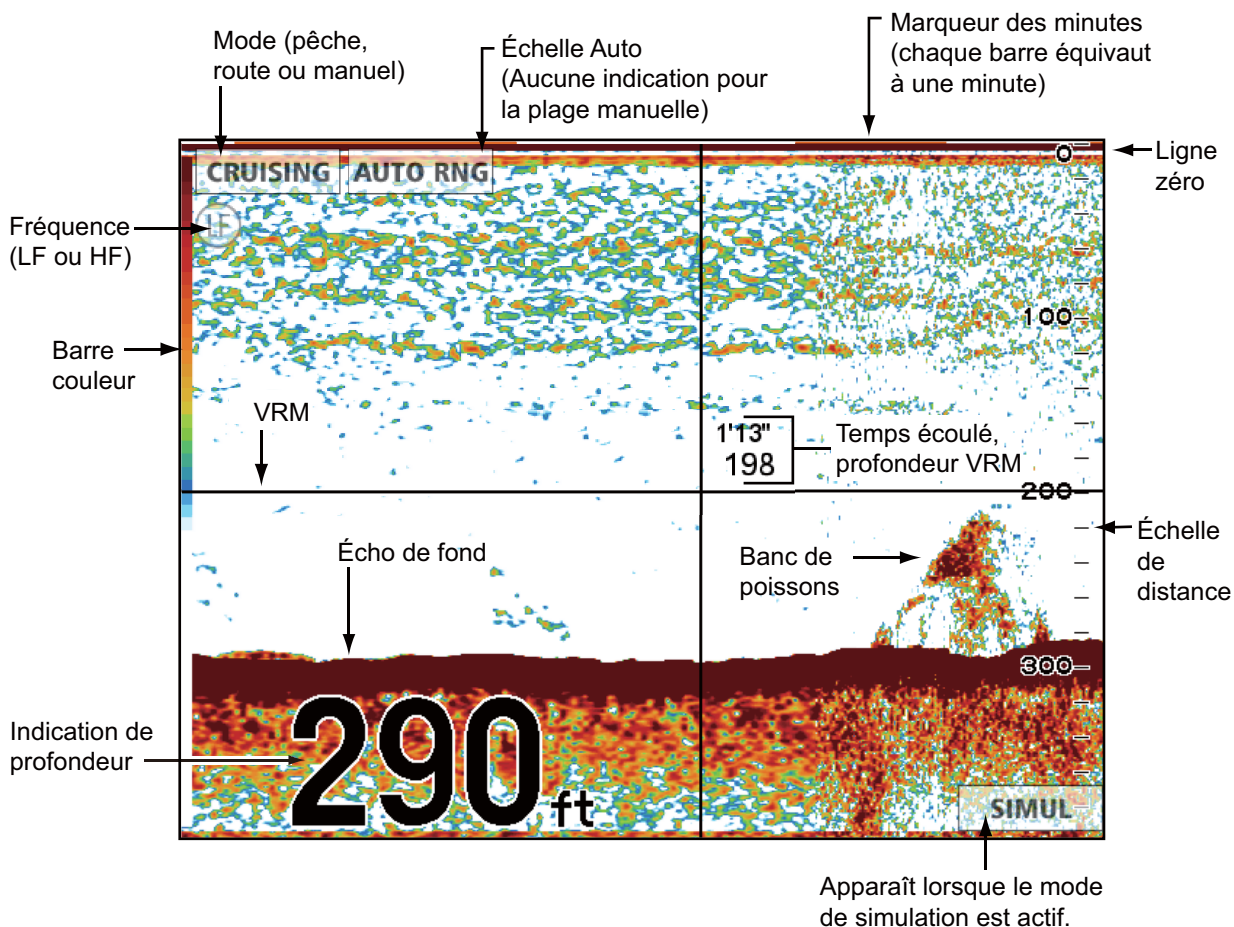 Mode (pêche,
route ou manuel)
Échelle Auto
(Aucune indication pour
la plage manuelle)
Marqueur des minutes
(chaque barre équivaut
à une minute)
CRUISING
AUTO RNG
0
Ligne
zéro
Fréquence
(LF ou HF)
LF
100
Barre
couleur
VRM
1'13"
198
Temps écoulé,
profondeur VRM
200
Écho de fond
Banc de
poissons
Échelle
de
distance
300
Indication de
profondeur
290 ft
SIMUL
Apparaît lorsque le mode
de simulation est actif.